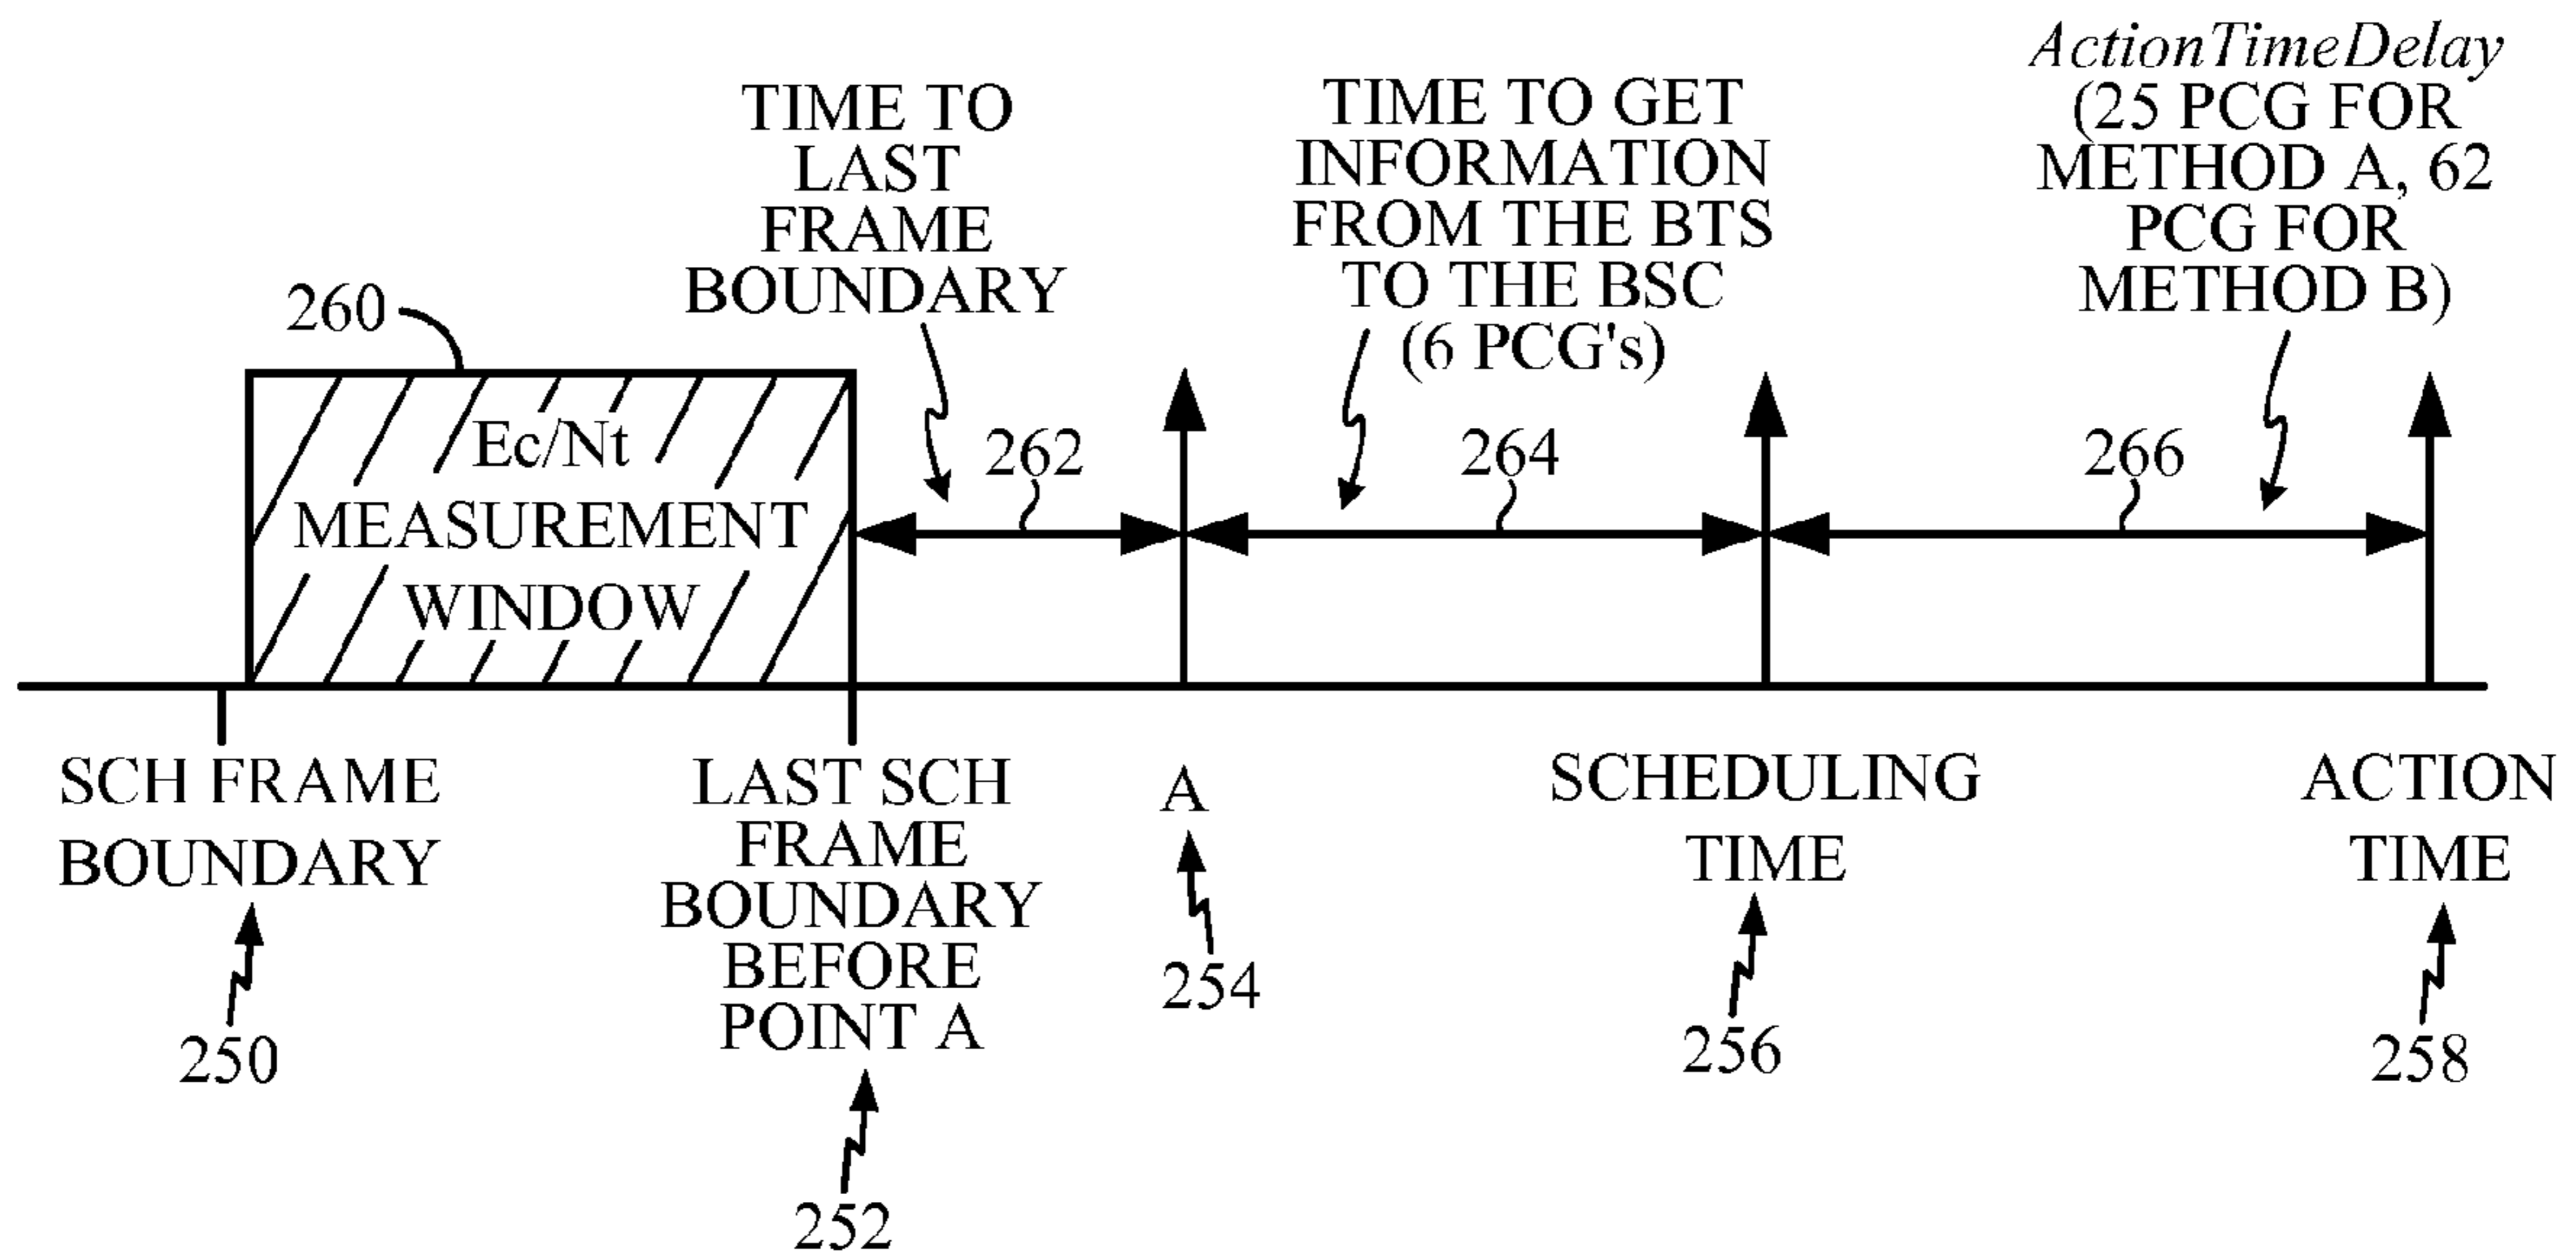 ActionTimeDelay
(25 PCG FOR
METHOD A, 62
PCG FOR
METHOD B)
TIME TO
LAST
FRAME
BOUNDARY
TIME TO GET
INFORMATION
FROM THE BTS
TO THE BSC
(6 PCG's)
260
262
264
266
Ec/Nt
MEASUREMENT
WINDOW
SCH FRAME
BOUNDARY
250
LAST SCH
FRAME
BOUNDARY
BEFORE
POINT A
252
A
254
SCHEDULING
TIME
256
ACTION
TIME
258